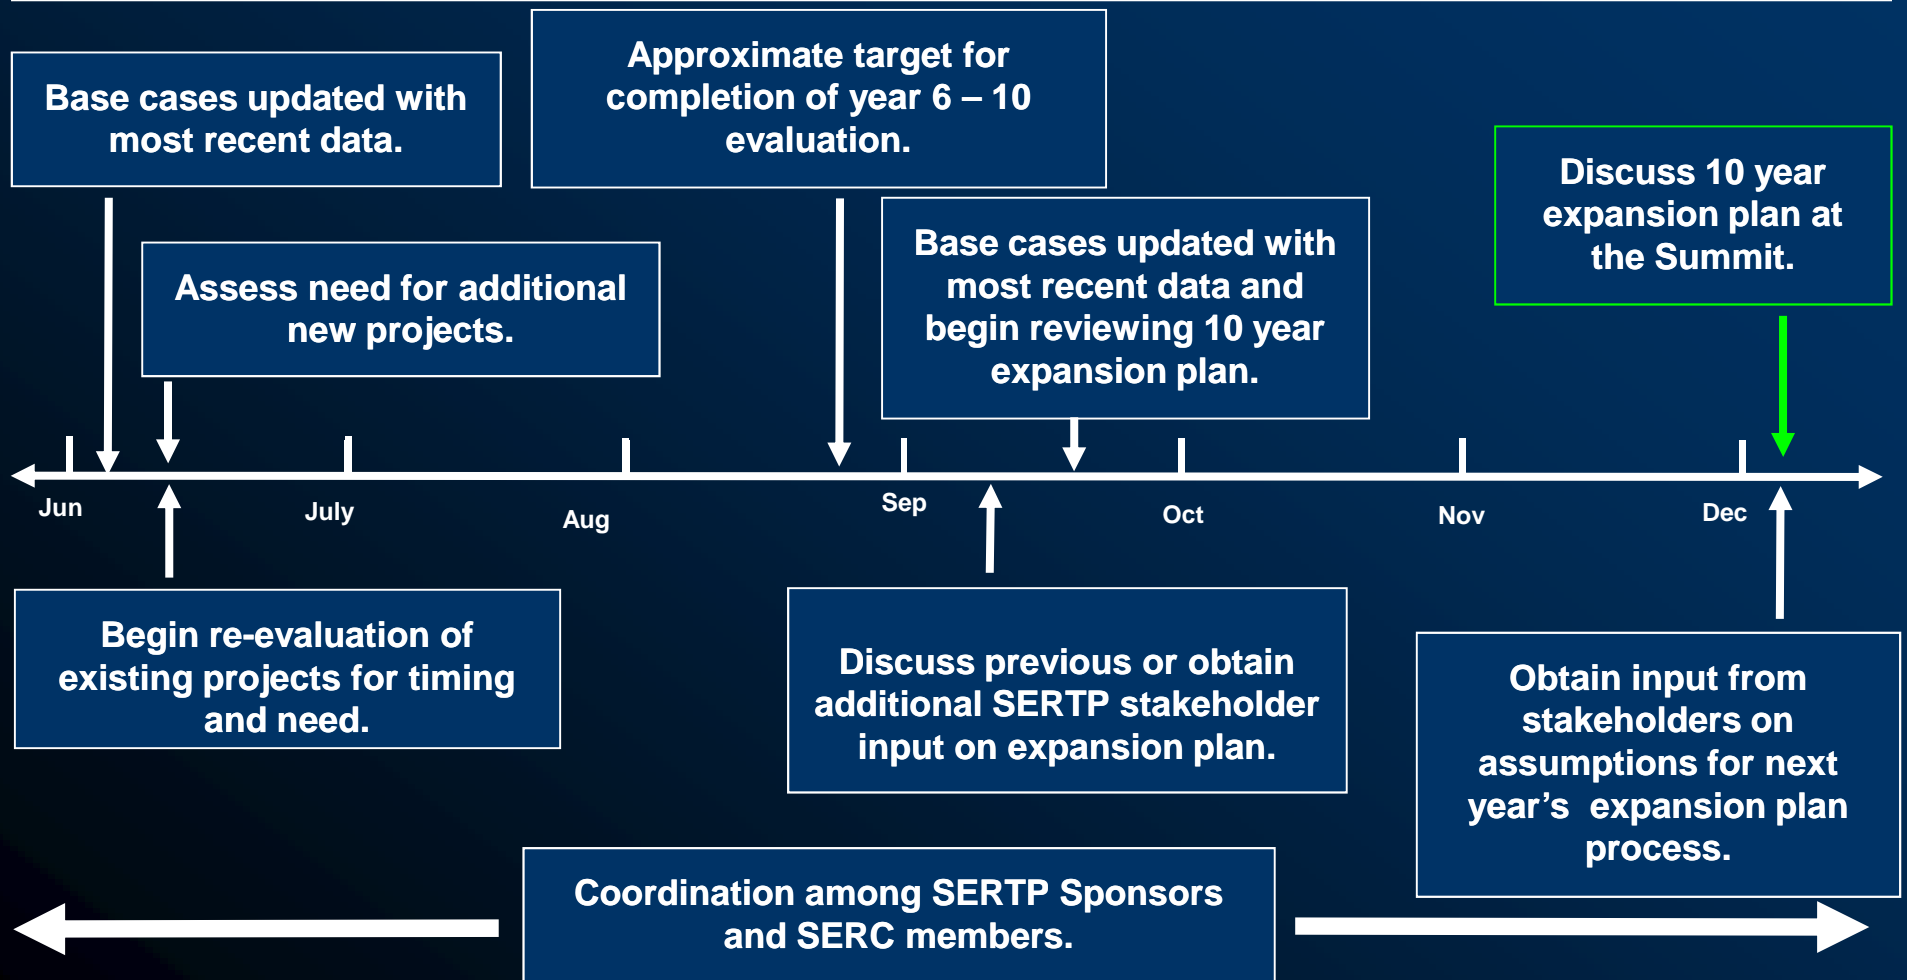 Base cases updated with
most recent data.
Approximate target for
completion of year 6 – 10
evaluation.
Discuss 10 year
expansion plan at
the Summit.
Assess need for additional
new projects.
Base cases updated with
most recent data and
begin reviewing 10 year
expansion plan.
Jun
July
Aug
Sep
Oct
Nov
Dec
Begin re-evaluation of
existing projects for timing
and need.
Discuss previous or obtain
additional SERTP stakeholder
input on expansion plan.
Obtain input from
stakeholders on
assumptions for next
year’s  expansion plan
process.
Coordination among SERTP Sponsors
and SERC members.